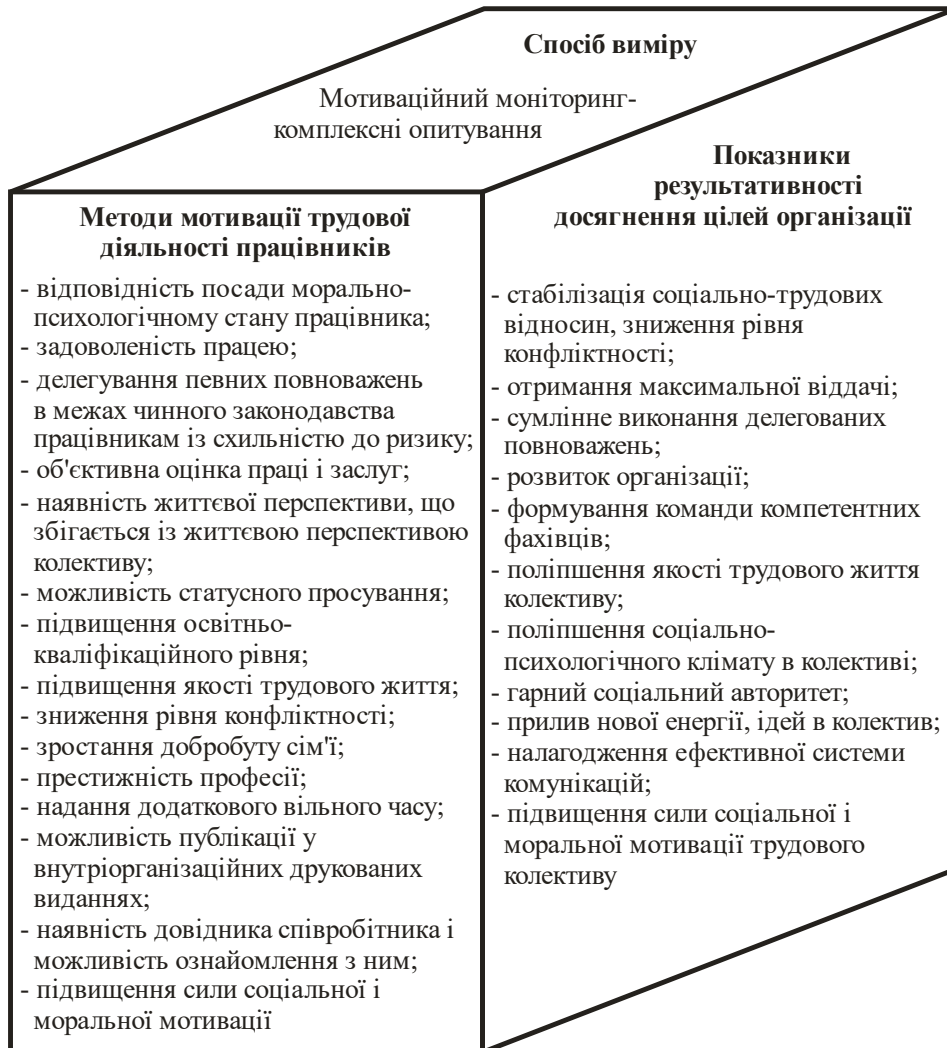 Спосіб виміру
Мотиваційний моніторинг-
комплексні опитування
Методи мотивації трудової
діяльності працівників
- відповідність посади морально-
психологічному стану працівника;
- задоволеність працею;
- делегування певних повноважень
в межах чинного законодавства
працівникам із схильністю до ризику;
- об'єктивна оцінка праці і заслуг;
- наявність життєвої перспективи, що
збігається із життєвою перспективою
колективу;
- можливість статусного просування;
- підвищення освітньо-
кваліфікаційного рівня;
- підвищення якості трудового життя;
- зниження рівня конфліктності;
- зростання добробуту сім'ї;
- престижність професії;
- надання додаткового вільного часу;
- можливість публікації у
внутріорганізаційних друкованих
виданнях;
- наявність довідника співробітника і
можливість ознайомлення з ним;
- підвищення сили соціальної і
моральної мотивації
Показники
результативності
досягнення цілей організації
- стабілізація соціально-трудових
відносин, зниження рівня
конфліктності;
- отримання максимальної віддачі;
- сумлінне виконання делегованих
повноважень;
- розвиток організації;
- формування команди компетентних
фахівців;
- поліпшення якості трудового життя
колективу;
- поліпшення соціально-
психологічного клімату в колективі;
- гарний соціальний авторитет;
- прилив нової енергії, ідей в колектив;
- налагодження ефективної системи
комунікацій;
- підвищення сили соціальної і
моральної мотивації трудового
колективу